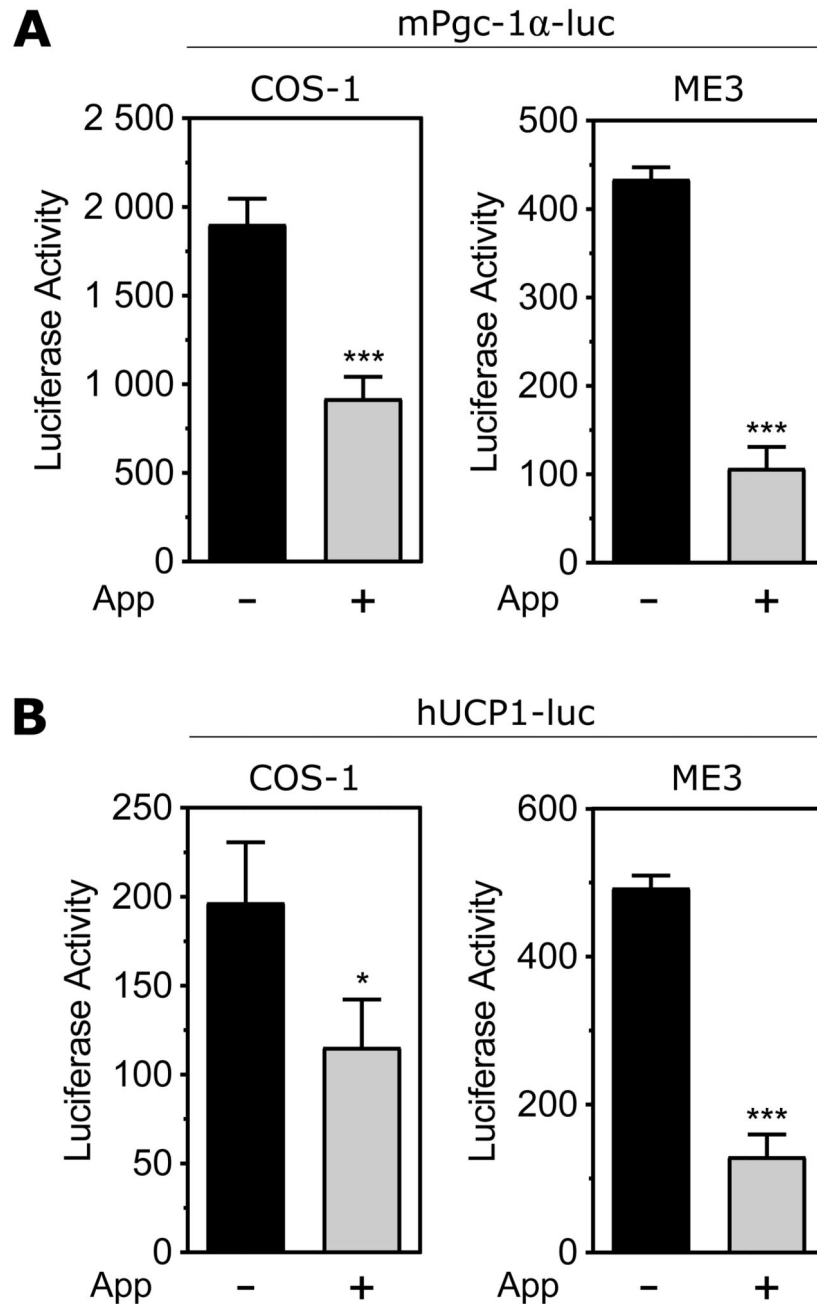 A
mPgc-1α-luc
COS-1
ME3
Luciferase Activity
2 500
2 000
1 500
1 000
500
0
***
App - +
Luciferase Activity
500
400
300
200
100
0
***
App - +
B
hUCP1-luc
COS-1
ME3
Luciferase Activity
250
200
150
100
50
0
*
App - +
Luciferase Activity
600
400
200
0
***
App - +